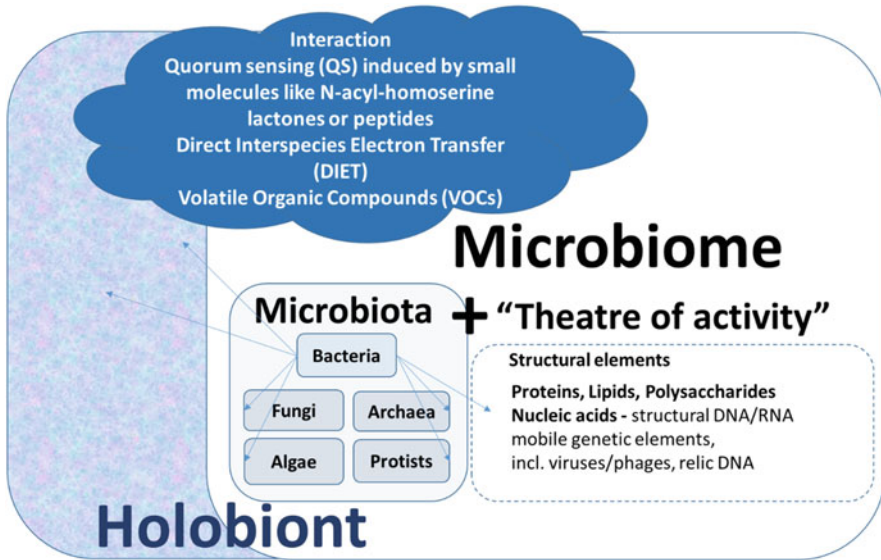 Interaction
Quorum sensing (QS) induced by small
molecules like N-acyl-homoserine
lactones or peptides
Direct Interspecies Electron Transfer
(DIET)
Volatile Organic Compounds (VOCs)
Microbiome
Microbiota + “Theatre of activity”
Bacteria
Fungi
Archaea
Algae
Protists
Structural elements
Proteins, Lipids, Polysaccharides
Nucleic acids - structural DNA/RNA
mobile genetic elements,
incl. viruses/phages, relic DNA
Holobiont